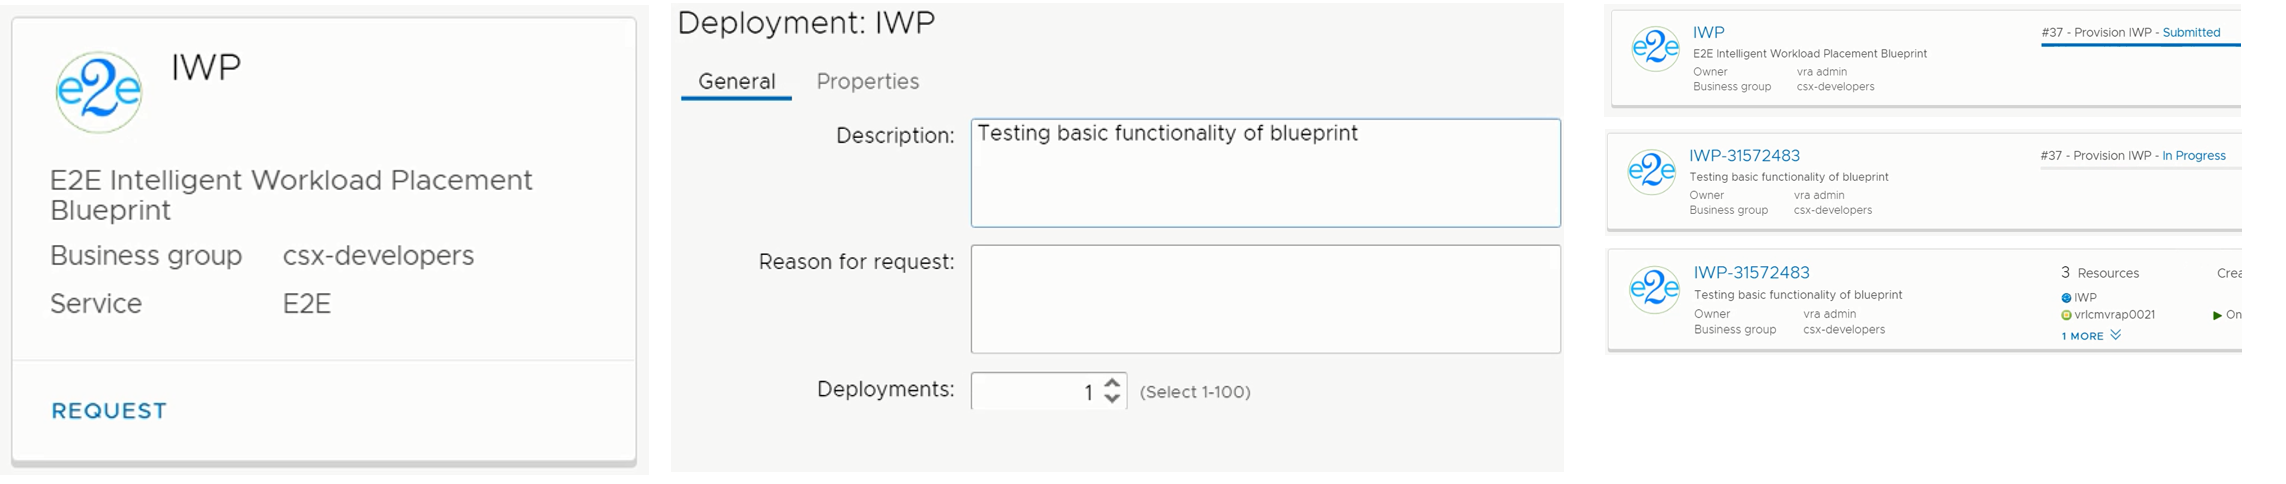 e2e
IWP
E2E Intelligent Workload Placement
Blueprint
Business group csx-developers
Service E2E
REQUEST
Deployment: IWP
General Properties
Description: Testing basic functionality of blueprint
Reason for request:
Deployments: 1 (Select 1-100)
e2e
IWP #37 - Provision IWP - Submitted
E2E Intelligent Workload Placement Blueprint
Owner vra admin
Business group csx-developers
e2e
IWP-31572483 #37 - Provision IWP - In Progress
Testing basic functionality of blueprint
Owner vra admin
Business group csx-developers
e2e
IWP-31572483 3 Resources Crea
Testing basic functionality of blueprint IWP
Owner vra admin vrlcmvrap0021 On
Business group csx-developers 1 MORE